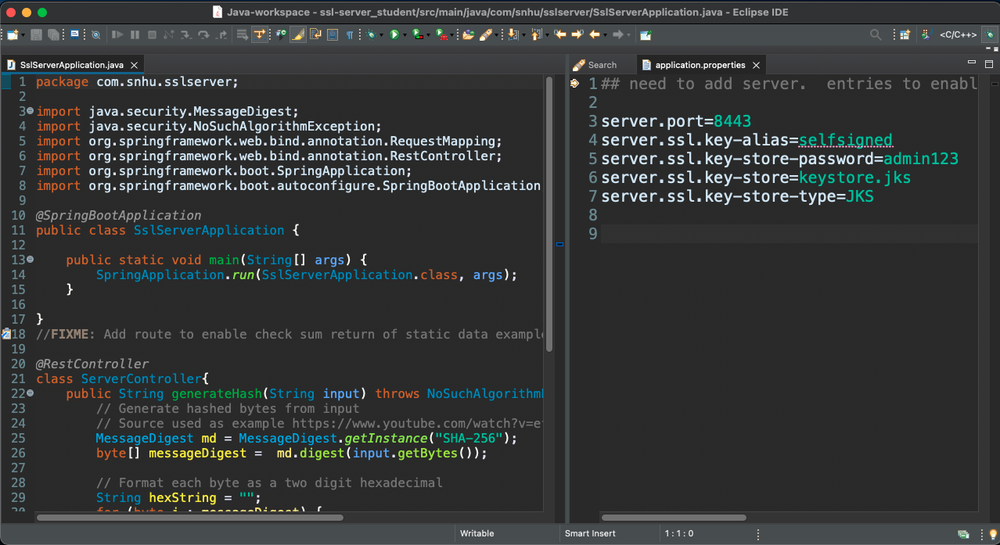 Java-workspace - ssl-server_student/src/main/java/com/snhu/sslserver/SslServerApplication.java - Eclipse IDE
<C/C++>
SslServerApplication.java
1 package com.snhu.sslserver;
2
3 import java.security.MessageDigest;
4 import java.security.NoSuchAlgorithmException;
5 import org.springframework.web.bind.annotation.RequestMapping;
6 import org.springframework.web.bind.annotation.RestController;
7 import org.springframework.boot.SpringApplication;
8 import org.springframework.boot.autoconfigure.SpringBootApplication
9
10 @SpringBootApplication
11 public class SslServerApplication {
12
13 public static void main(String[] args) {
14 SpringApplication.run(SslServerApplication.class, args);
15 }
16
17 }
18 //FIXME: Add route to enable check sum return of static data example
19
20 @RestController
21 class ServerController{
22 public String generateHash(String input) throws NoSuchAlgorithm
23 // Generate hashed bytes from input
24 // Source used as example https://www.youtube.com/watch?v=e
25 MessageDigest md = MessageDigest.getInstance("SHA-256");
26 byte[] messageDigest =  md.digest(input.getBytes());
27
28 // Format each byte as a two digit hexadecimal
29 String hexString = "";
30 for (byte i : messageDigest) {
Search
application.properties
1 ## need to add server.  entries to enabl
2
3 server.port=8443
4 server.ssl.key-alias=selfsigned
5 server.ssl.key-store-password=admin123
6 server.ssl.key-store=keystore.jks
7 server.ssl.key-store-type=JKS
8
9
Writable
Smart Insert
1 : 1 : 0